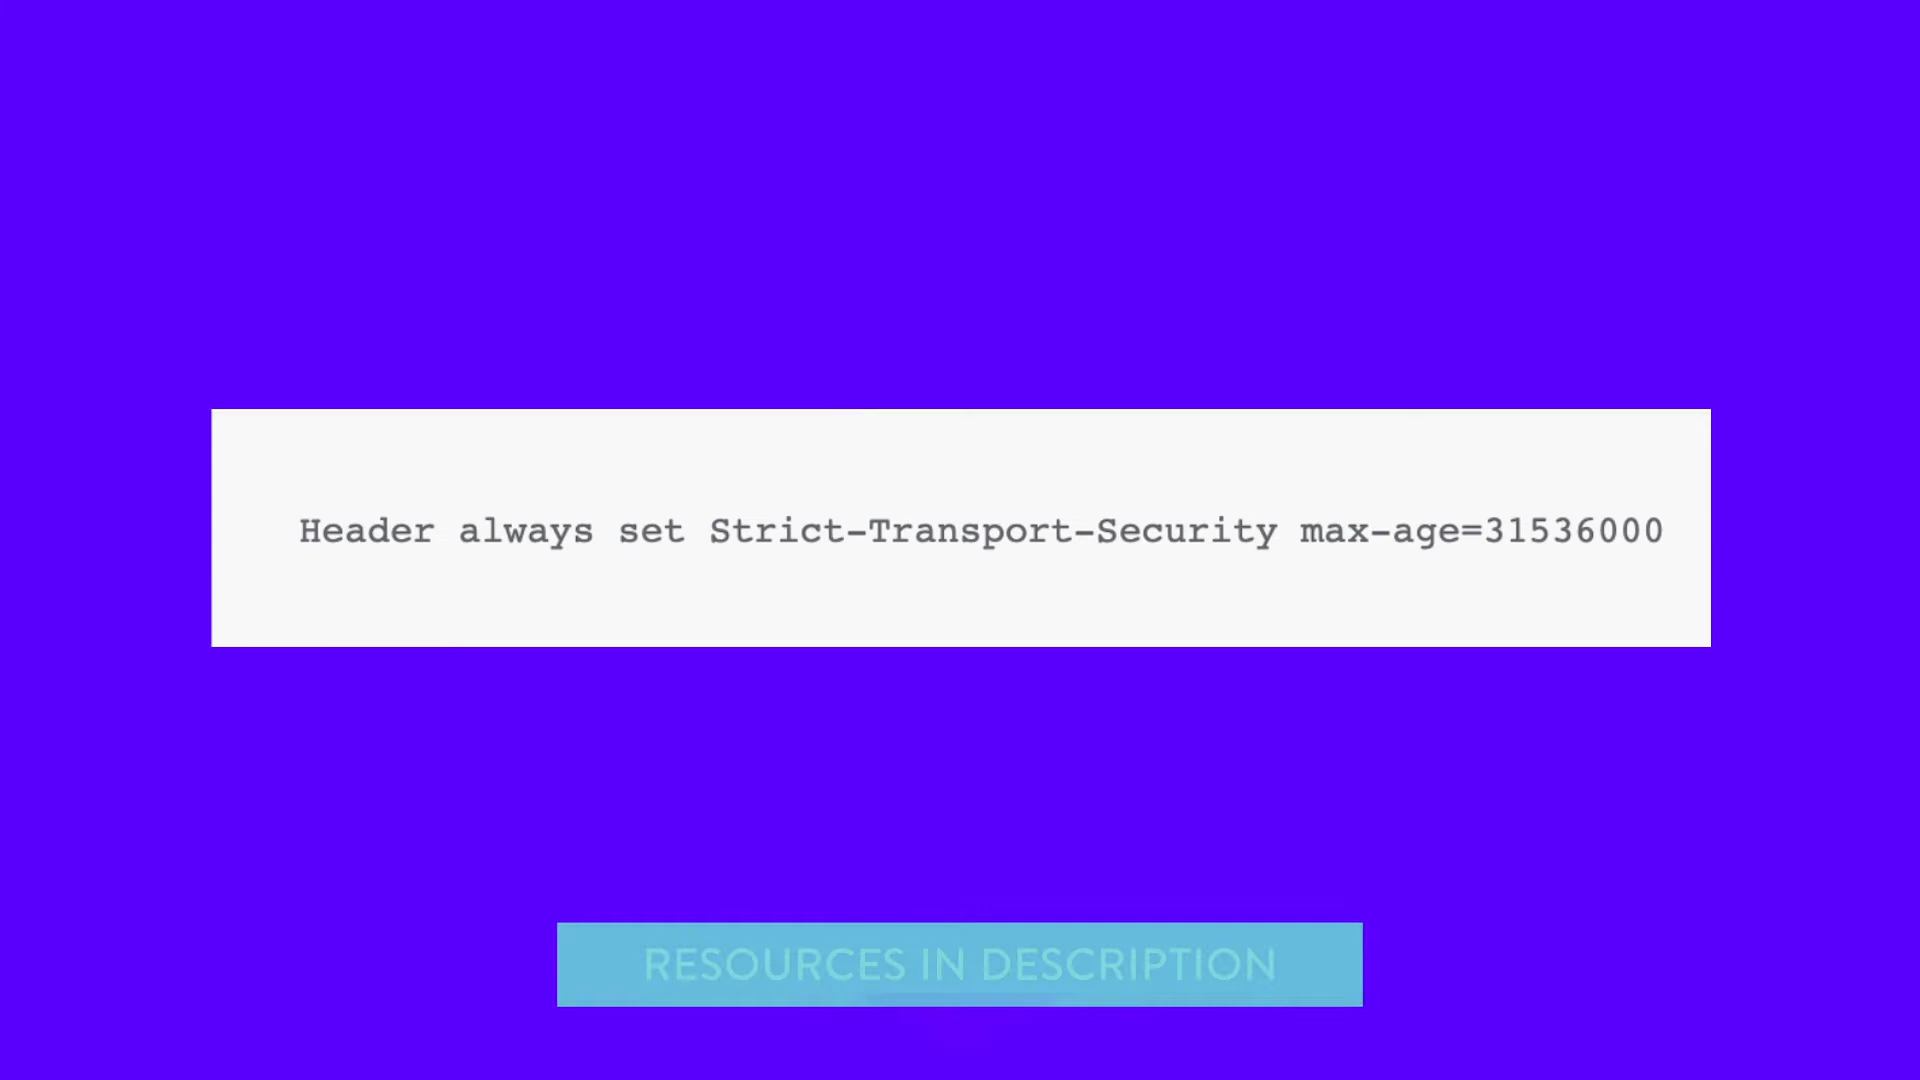 Header always set Strict-Transport-Security max-age=31536000
RESOURCES IN DESCRIPTION